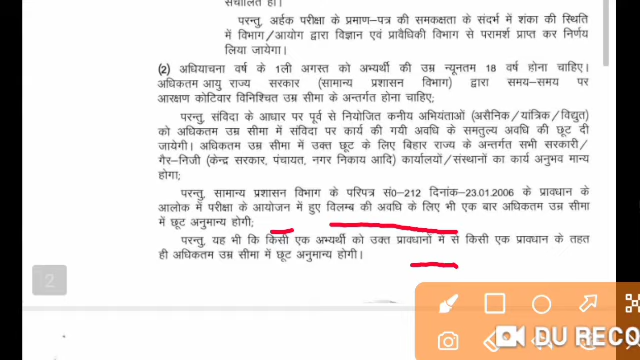 संचालित हो।
परन्तु, अर्हक परीक्षा के प्रमाण-पत्र की समकक्षता के संदर्भ में शंका की स्थिति
में विभाग/आयोग द्वारा विज्ञान एवं प्रावैधिकी विभाग से परामर्श प्राप्त कर निर्णय
लिया जायेगा।
(2) अधियाचना वर्ष के 1ली अगस्त को अभ्यर्थी की उम्र न्यूनतम 18 वर्ष होना चाहिए।
अधिकतम आयु राज्य सरकार (सामान्य प्रशासन विभाग) द्वारा समय-समय पर
आरक्षण कोटिवार विनिश्चित उम्र सीमा के अन्तर्गत होना चाहिए;
परन्तु, संविदा के आधार पर पूर्व से नियोजित कनीय अभियंताओं (असैनिक/यांत्रिक/विद्युत)
को अधिकतम उम्र सीमा में संविदा पर कार्य की गयी अवधि के समतुल्य अवधि की छूट दी
जायेगी। अधिकतम उम्र सीमा में उक्त छूट के लिए बिहार राज्य के अन्तर्गत सभी सरकारी/
गैर-निजी (केन्द्र सरकार, पंचायत, नगर निकाय आदि) कार्यालयों/संस्थानों का कार्य अनुभव मान्य
होगा;
परन्तु, सामान्य प्रशासन विभाग के परिपत्र सं0-212 दिनांक-23.01.2006 के प्रावधान के
आलोक में परीक्षा के आयोजन में हुए विलम्ब की अवधि के लिए भी एक बार अधिकतम उम्र सीमा
में छूट अनुमान्य होगी;
परन्तु, यह भी कि किसी एक अभ्यर्थी को उक्त प्रावधानों में से किसी एक प्रावधान के तहत
ही अधिकतम उम्र सीमा में छूट अनुमान्य होगी।
2
DU RECO